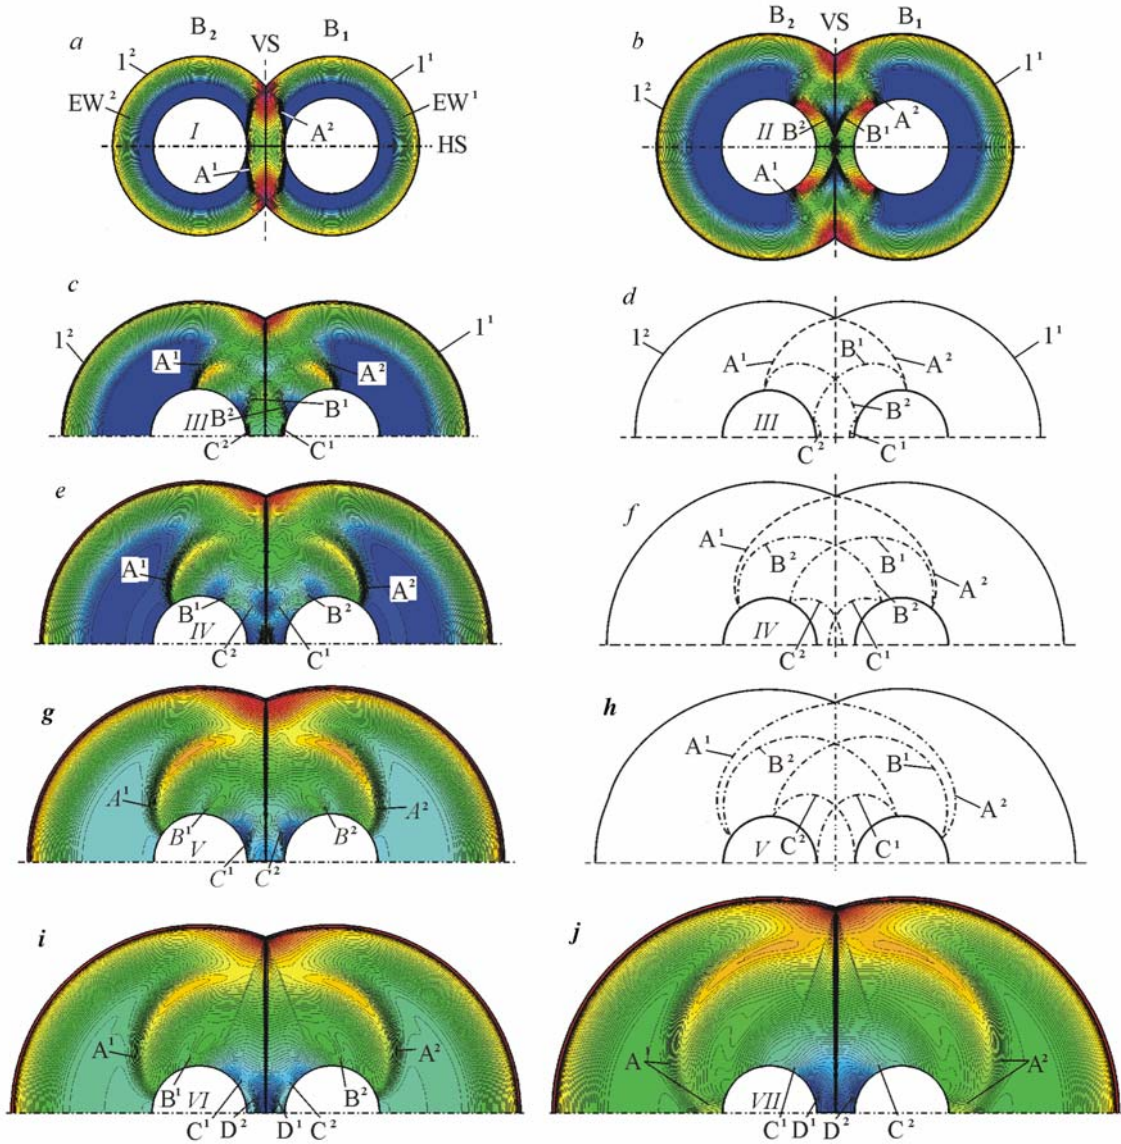 a B₂ VS B₁
1² 1¹
EW² EW¹
I A² HS
A¹
b B₂ VS B₁
1² 1¹
II B² B¹ A²
A¹
c
1² 1¹
A¹ A²
B¹
III B²
C² C¹
d
1² 1¹
A¹ B¹ A²
B²
III
C² C¹
e
A¹ A²
B¹ B²
IV
C² C¹
f
A¹ B² B¹ A²
B²
IV
C² C¹
g
A¹ A²
B¹ B²
V
C¹ C²
h
A¹ B² B¹
A²
V C² C¹
i
A¹ A²
B¹ VI B²
C¹ D² D¹ C²
j
A¹ A²
VII
C¹ D¹ D² C²